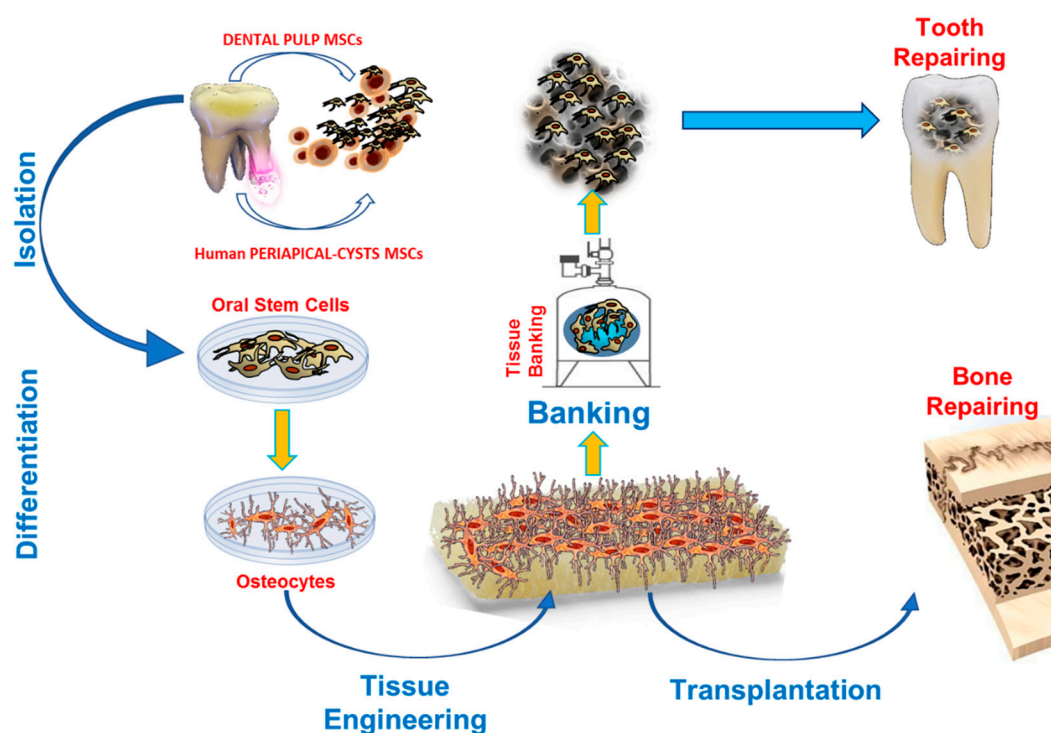 DENTAL PULP MSCs
Human PERIAPICAL-CYSTS MSCs
Isolation
Oral Stem Cells
Differentiation
Osteocytes
Tissue
Engineering
Tissue
Banking
Banking
Transplantation
Tooth
Repairing
Bone
Repairing